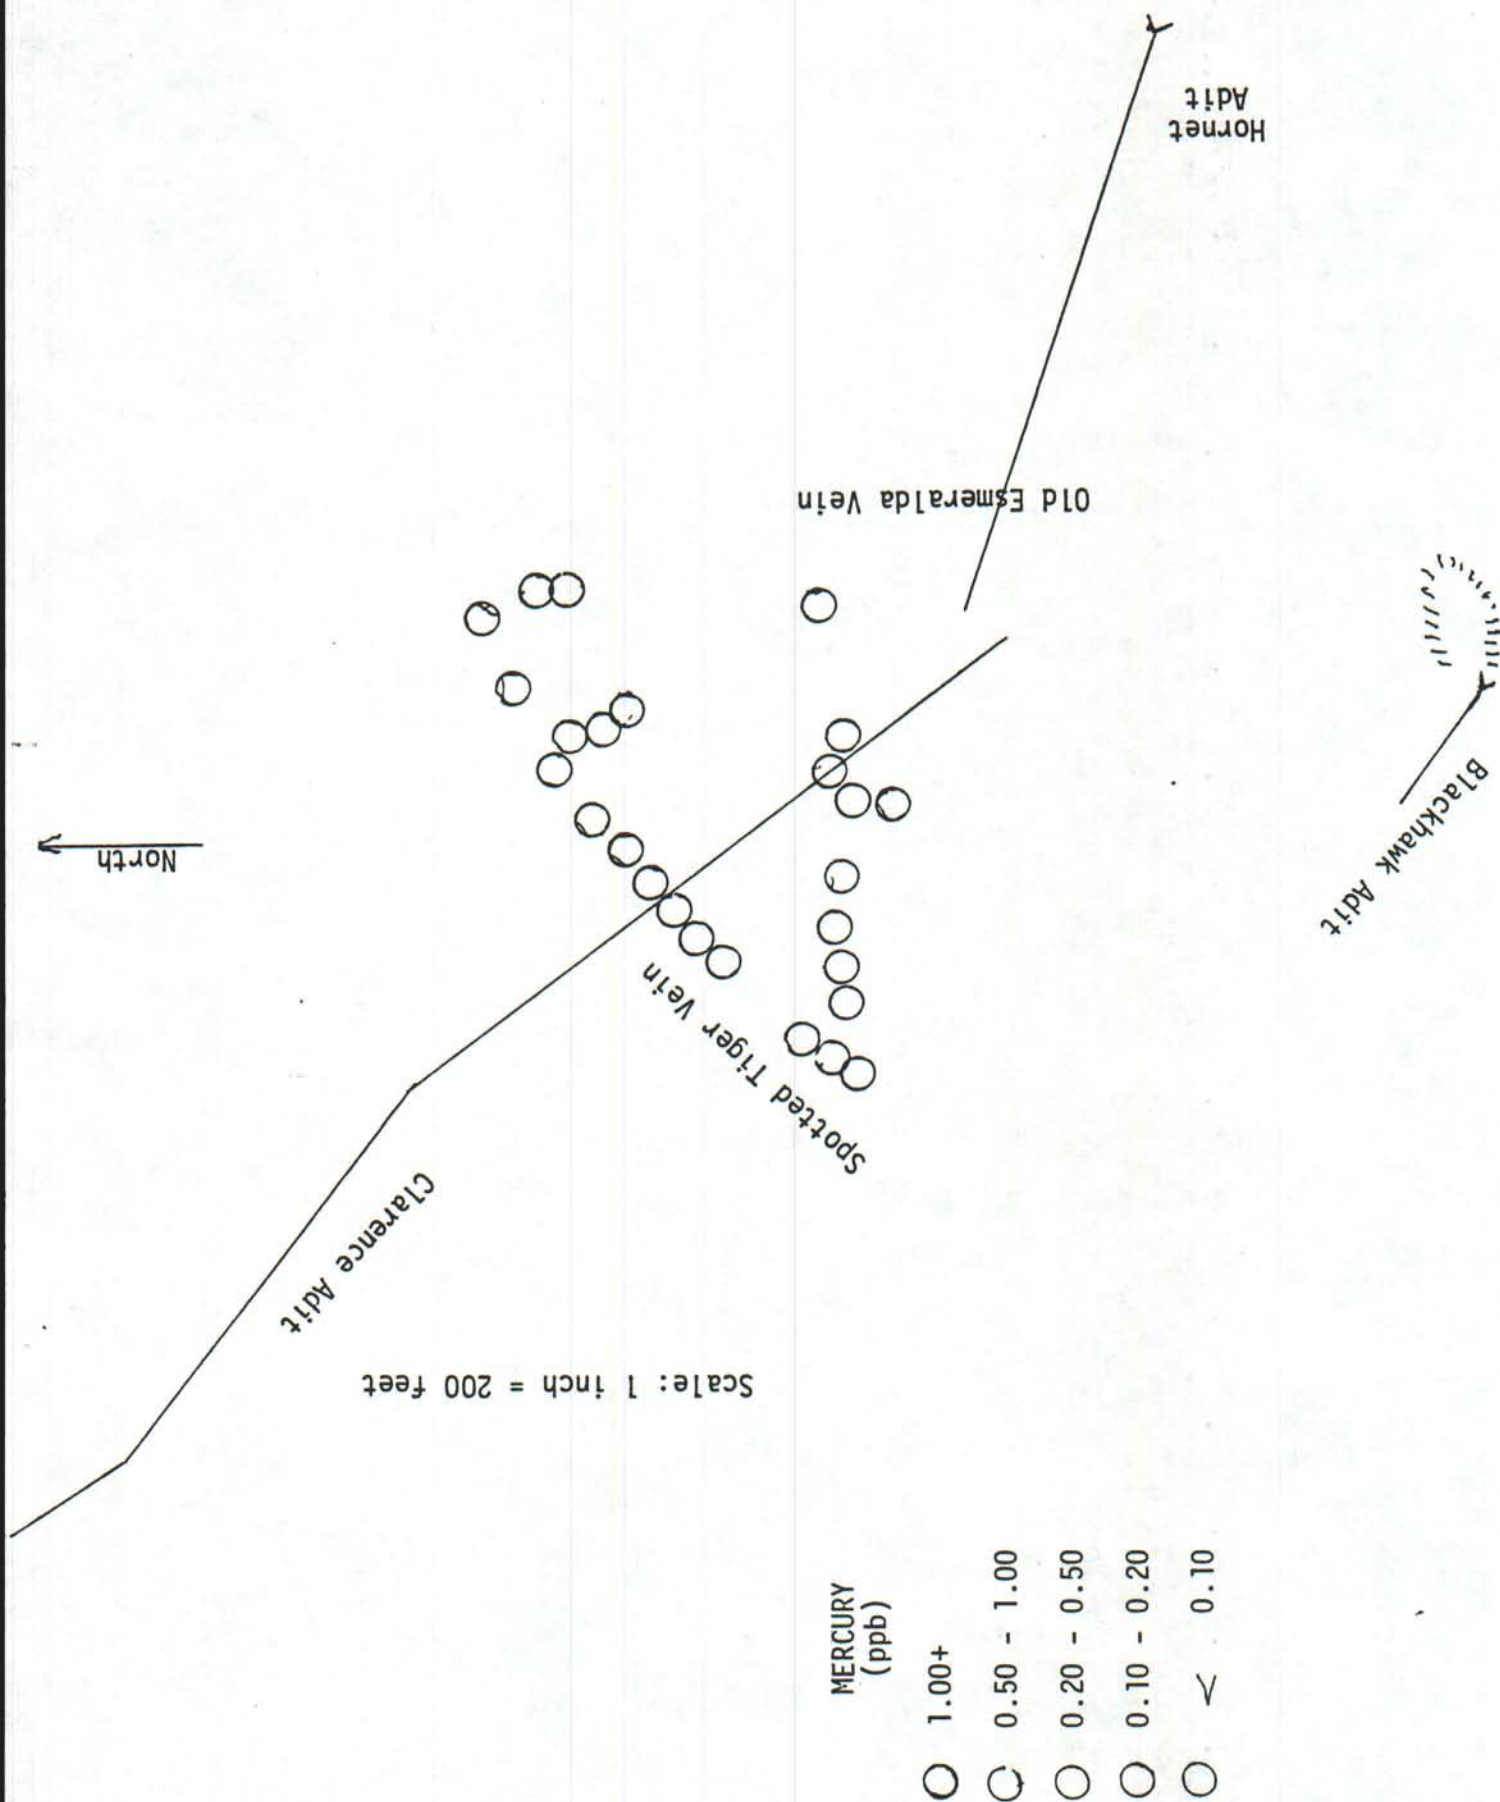 Hornet
Adit
Old Esmeralda Vein
North
Blackhawk Adit
Spotted Tiger Vein
Clarence Adit
Scale: 1 inch = 200 feet
MERCURY
(ppb)
1.00+
0.50 - 1.00
0.20 - 0.50
0.10 - 0.20
< 0.10